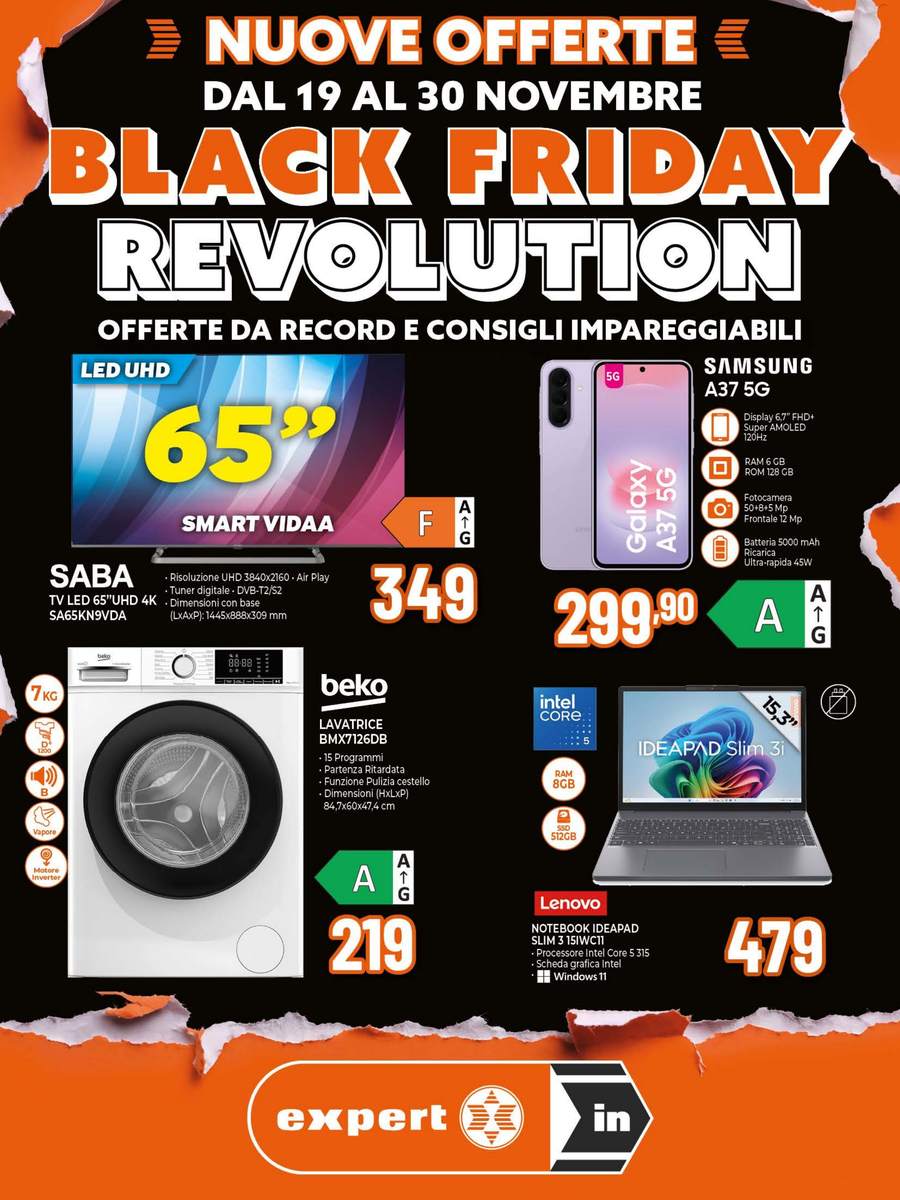 NUOVE OFFERTE
DAL 19 AL 30 NOVEMBRE
BLACK FRIDAY
REVOLUTION
OFFERTE DA RECORD E CONSIGLI IMPAREGGIABILI
LED UHD
65”
SMART VIDAA
F
A
G
SABA
TV LED 65”UHD 4K
SA65KN9VDA
• Risoluzione UHD 3840x2160 • Air Play
• Tuner digitale • DVB-T2/S2
• Dimensioni con base
(LxAxP): 1445x888x309 mm
349
5G
Galaxy
A37 5G
SAMSUNG
A37 5G
Display 6,7” FHD+
Super AMOLED
120Hz
RAM 6 GB
ROM 128 GB
Fotocamera
50+8+5 Mp
Frontale 12 Mp
Batteria 5000 mAh
Ricarica
Ultra-rapida 45W
299,90
A
A
G
beko
7KG
1200
B
Vapore
Motore
Inverter
beko
LAVATRICE
BMX7126DB
• 15 Programmi
• Partenza Ritardata
• Funzione Pulizia cestello
• Dimensioni (HxLxP)
84,7x60x47,4 cm
A
A
G
219
intel
CORE
5
RAM
8GB
SSD
512GB
15,3”
IDEAPAD Slim 3i
Lenovo
NOTEBOOK IDEAPAD
SLIM 3 15IWC11
• Processore Intel Core 5 315
• Scheda grafica Intel
• Windows 11
479
expert in